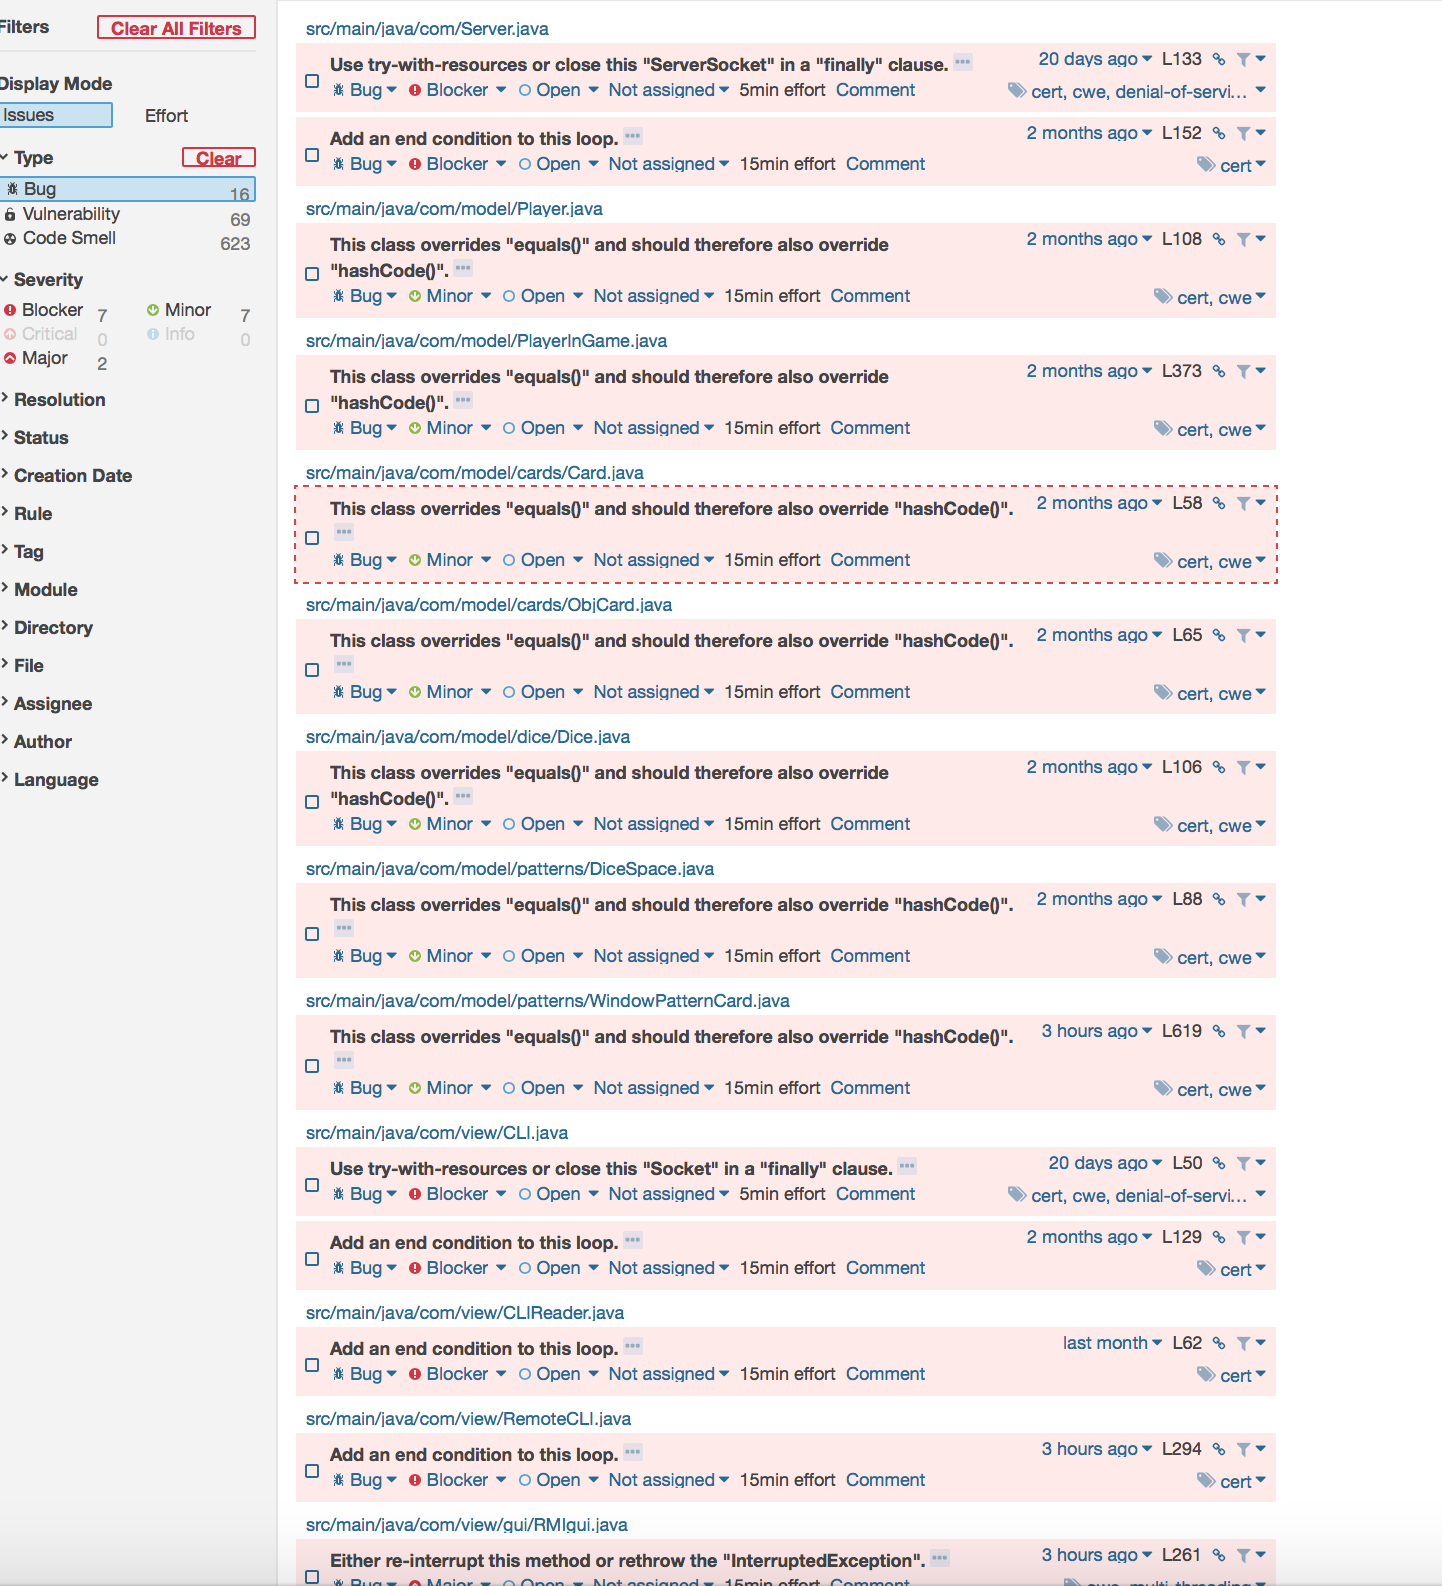 Filters
Clear All Filters
Display Mode
Issues
Effort
Type
Clear
Bug 16
Vulnerability 69
Code Smell 623
Severity
Blocker 7
Minor 7
Critical 0
Info 0
Major 2
Resolution
Status
Creation Date
Rule
Tag
Module
Directory
File
Assignee
Author
Language
src/main/java/com/Server.java
Use try-with-resources or close this "ServerSocket" in a "finally" clause. 20 days ago L133
Bug Blocker Open Not assigned 5min effort Comment cert, cwe, denial-of-servi...
Add an end condition to this loop. 2 months ago L152
Bug Blocker Open Not assigned 15min effort Comment cert
src/main/java/com/model/Player.java
This class overrides "equals()" and should therefore also override 2 months ago L108
"hashCode()".
Bug Minor Open Not assigned 15min effort Comment cert, cwe
src/main/java/com/model/PlayerInGame.java
This class overrides "equals()" and should therefore also override 2 months ago L373
"hashCode()".
Bug Minor Open Not assigned 15min effort Comment cert, cwe
src/main/java/com/model/cards/Card.java
This class overrides "equals()" and should therefore also override "hashCode()". 2 months ago L58
Bug Minor Open Not assigned 15min effort Comment cert, cwe
src/main/java/com/model/cards/ObjCard.java
This class overrides "equals()" and should therefore also override "hashCode()". 2 months ago L65
Bug Minor Open Not assigned 15min effort Comment cert, cwe
src/main/java/com/model/dice/Dice.java
This class overrides "equals()" and should therefore also override 2 months ago L106
"hashCode()".
Bug Minor Open Not assigned 15min effort Comment cert, cwe
src/main/java/com/model/patterns/DiceSpace.java
This class overrides "equals()" and should therefore also override "hashCode()". 2 months ago L88
Bug Minor Open Not assigned 15min effort Comment cert, cwe
src/main/java/com/model/patterns/WindowPatternCard.java
This class overrides "equals()" and should therefore also override "hashCode()". 3 hours ago L619
Bug Minor Open Not assigned 15min effort Comment cert, cwe
src/main/java/com/view/CLI.java
Use try-with-resources or close this "Socket" in a "finally" clause. 20 days ago L50
Bug Blocker Open Not assigned 5min effort Comment cert, cwe, denial-of-servi...
Add an end condition to this loop. 2 months ago L129
Bug Blocker Open Not assigned 15min effort Comment cert
src/main/java/com/view/CLIReader.java
Add an end condition to this loop. last month L62
Bug Blocker Open Not assigned 15min effort Comment cert
src/main/java/com/view/RemoteCLI.java
Add an end condition to this loop. 3 hours ago L294
Bug Blocker Open Not assigned 15min effort Comment cert
src/main/java/com/view/gui/RMIgui.java
Either re-interrupt this method or rethrow the "InterruptedException". 3 hours ago L261
Bug Major Open Not assigned 15min effort Comment cwe, multi-threading